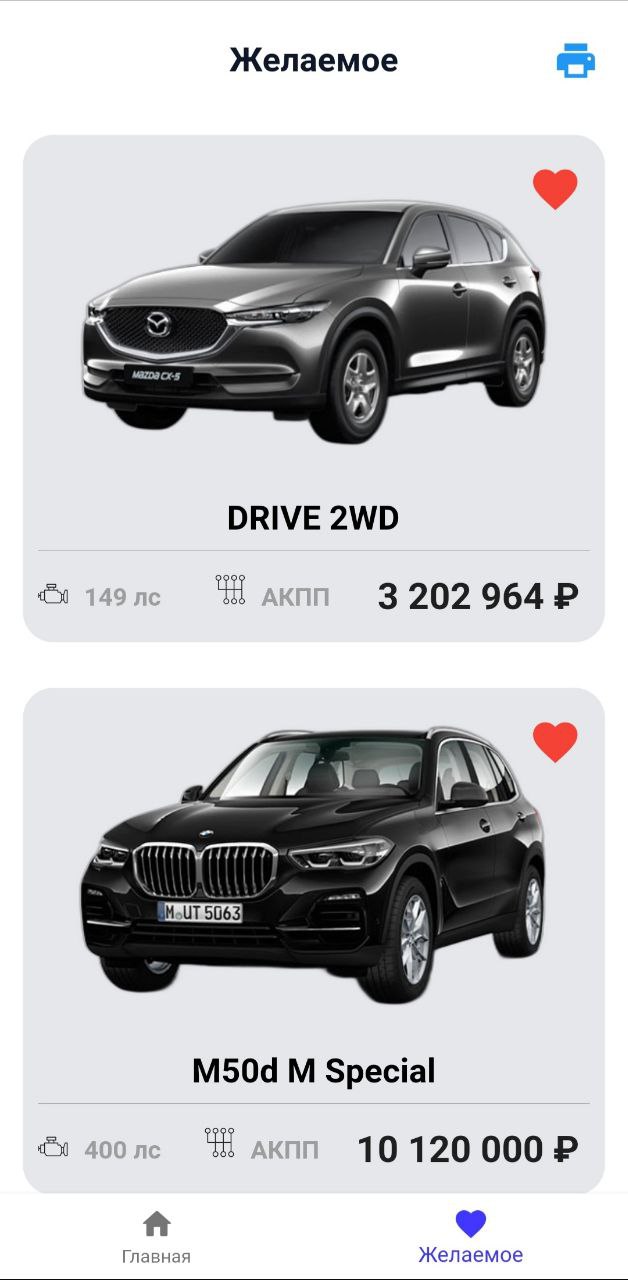 Желаемое
MAZDA CX-5
DRIVE 2WD
149 лс АКПП 3 202 964 ₽
M UT 5063
M50d M Special
400 лс АКПП 10 120 000 ₽
Главная Желаемое